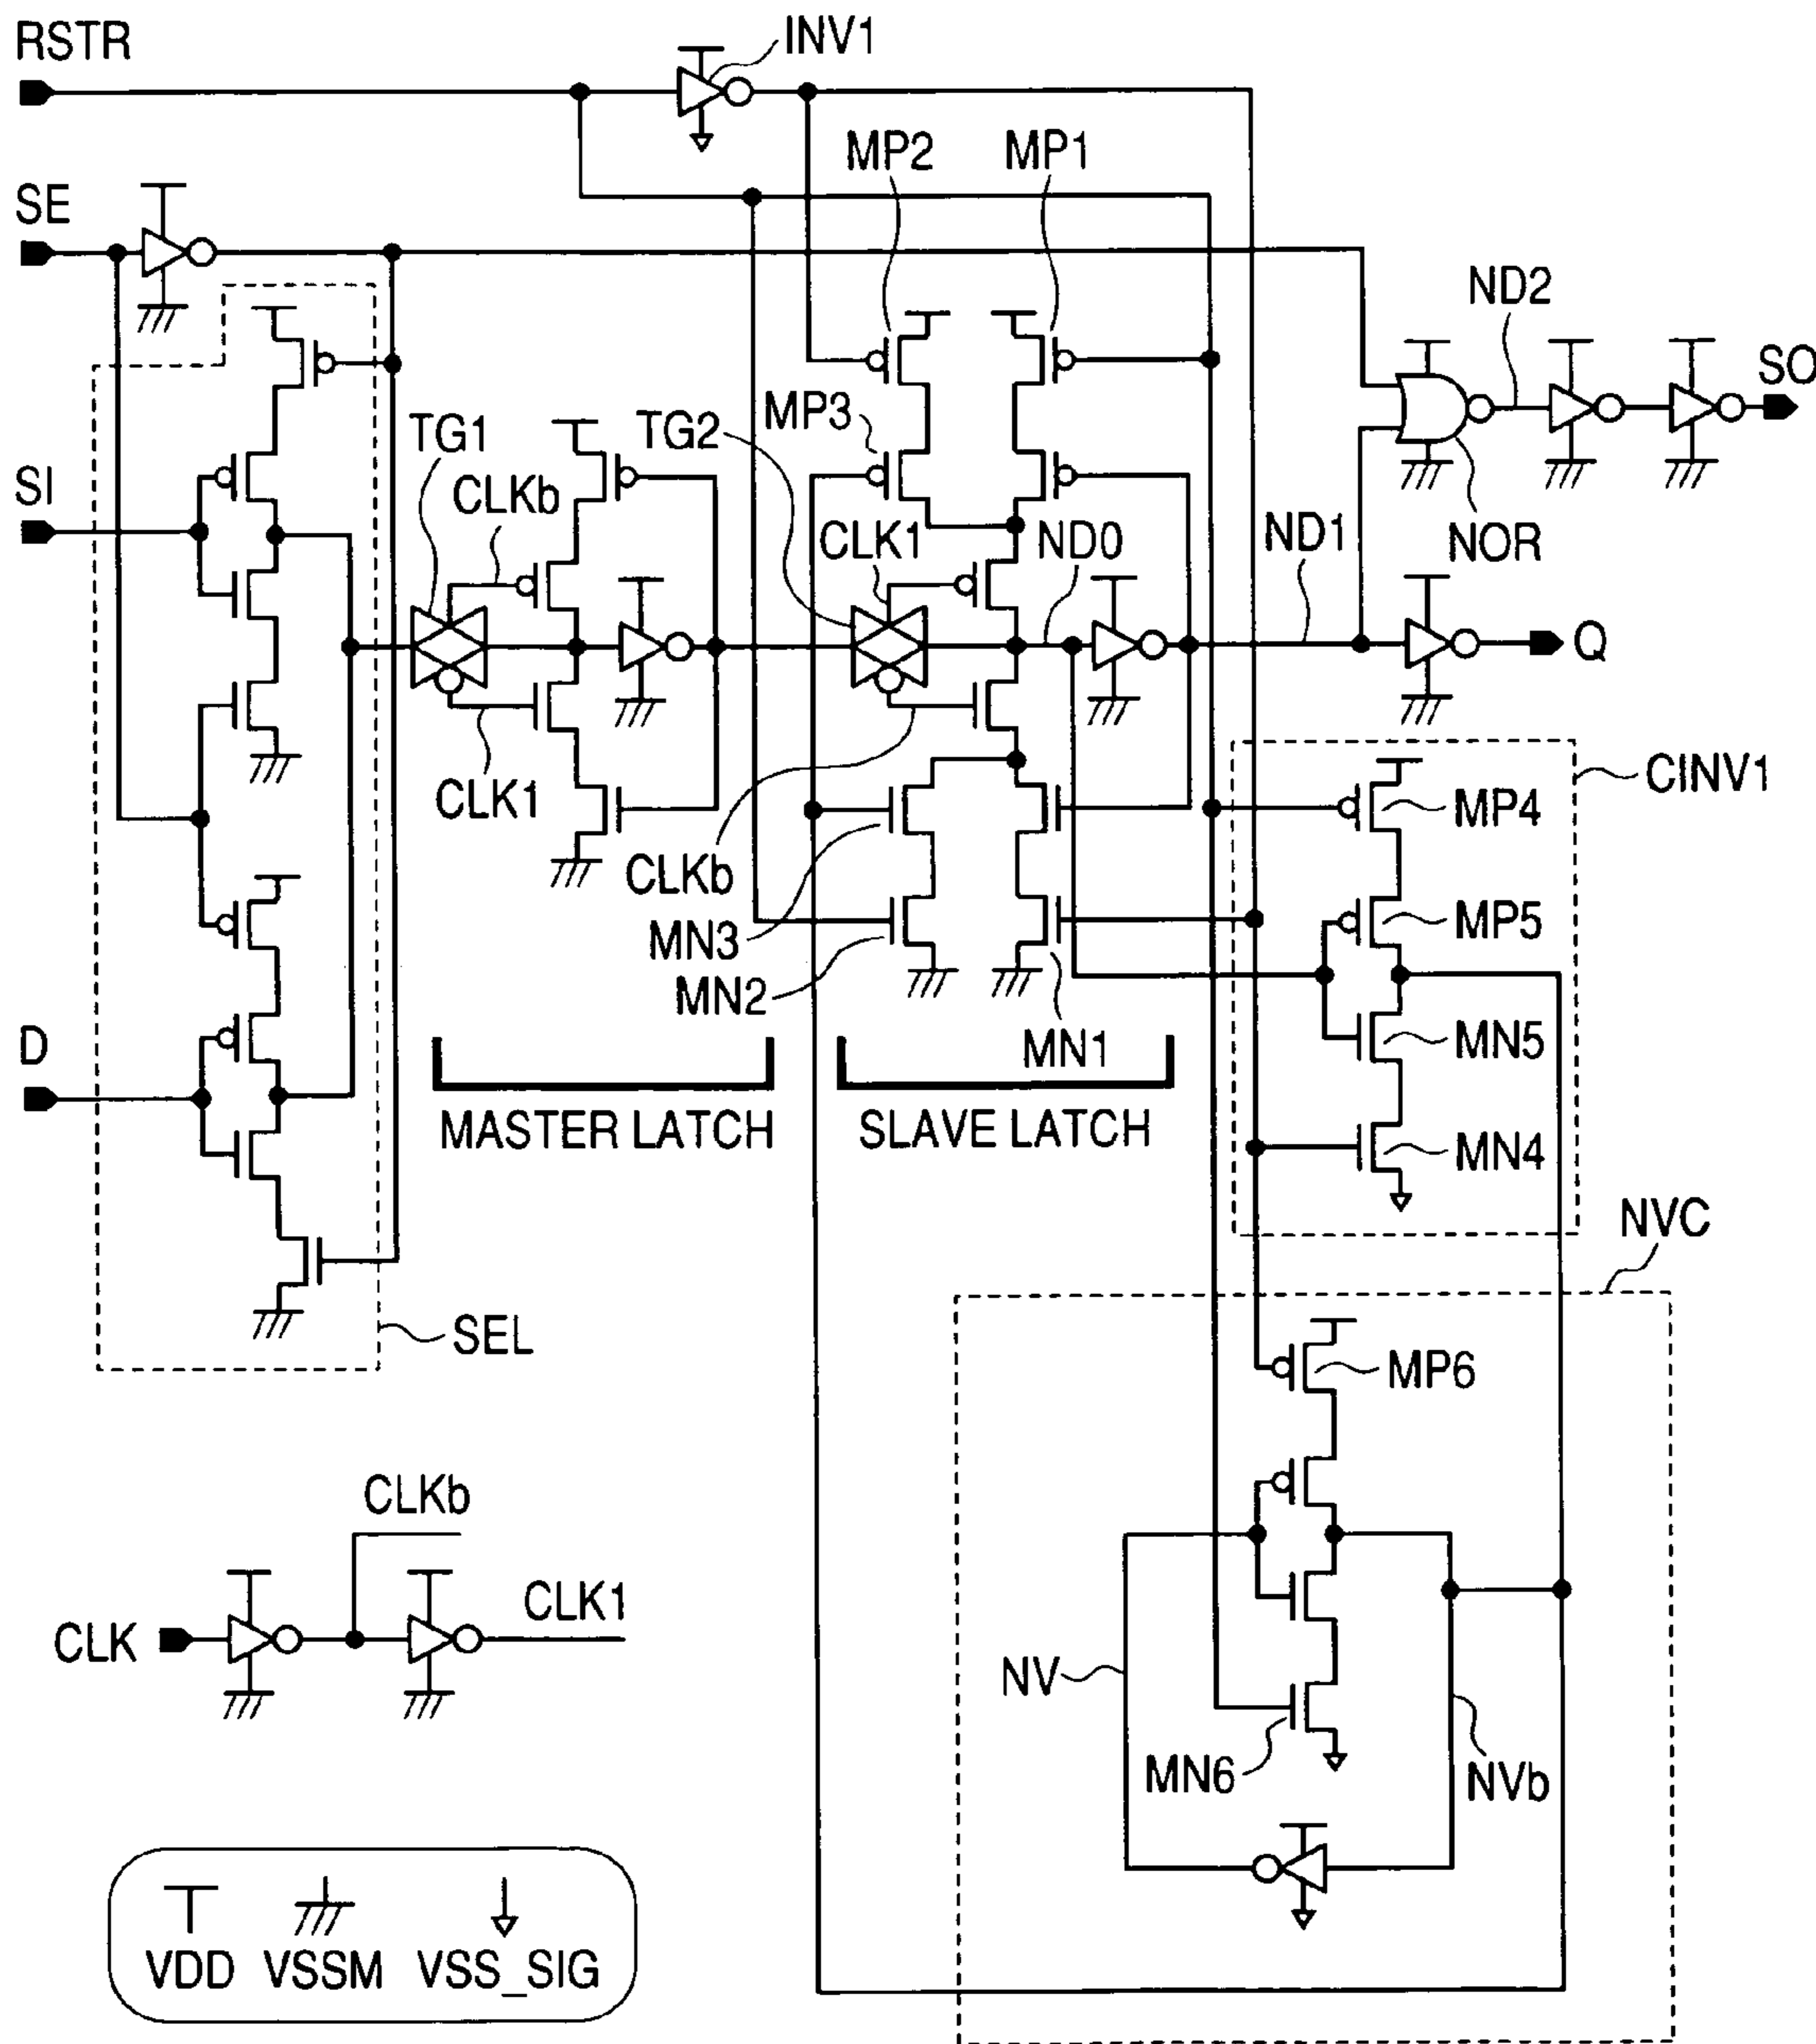 RSTR
INV1
MP2
MP1
SE
ND2
SO
MP3
TG1
TG2
SI
CLKb
CLK1
ND0
ND1
NOR
Q
CLK1
CINV1
MP4
CLKb
MN3
MP5
MN2
D
MN1
MN5
MASTER LATCH
SLAVE LATCH
MN4
NVC
SEL
MP6
CLKb
CLK1
CLK
NV
MN6
NVb
VDD
VSSM
VSS_SIG